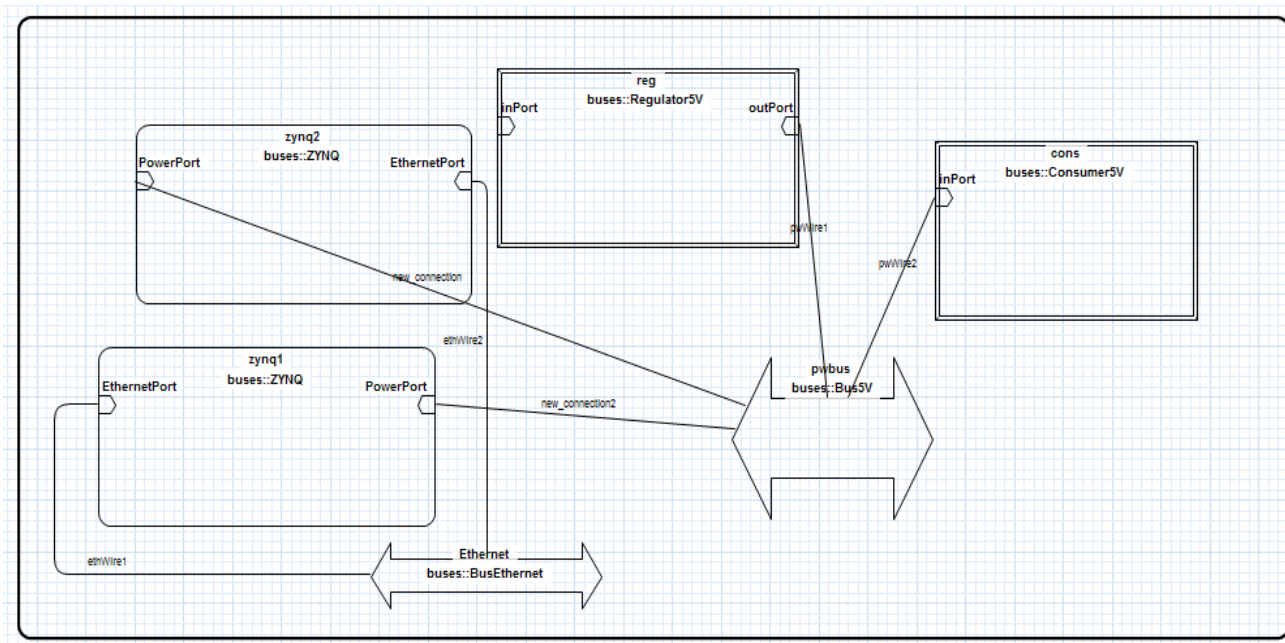 reg
buses::Regulator5V
inPort
outPort
zynq2
buses::ZYNQ
PowerPort
EthernetPort
cons
buses::Consumer5V
inPort
pwWire1
pwWire2
new_connection
ethWire2
zynq1
buses::ZYNQ
EthernetPort
PowerPort
pwbus
buses::Bus5V
new_connection2
Ethernet
buses::BusEthernet
ethWire1